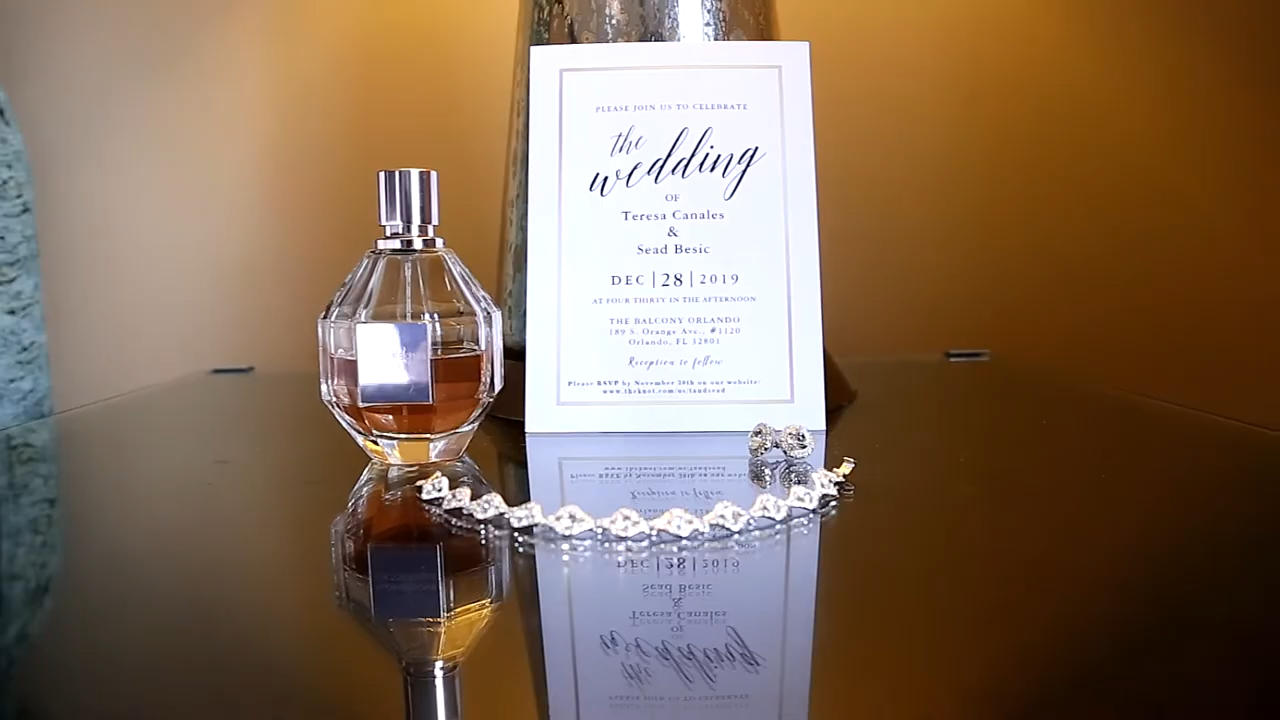 PLEASE JOIN US TO CELEBRATE
the
wedding
OF
Teresa Canales
&
Sead Besic
DEC | 28 | 2019
AT FOUR THIRTY IN THE AFTERNOON
THE BALCONY ORLANDO
189 S. Orange Ave., #1120
Orlando, FL 32801
Reception to follow
Please RSVP by November 30th on our website:
www.theknot.com/us/tandsead